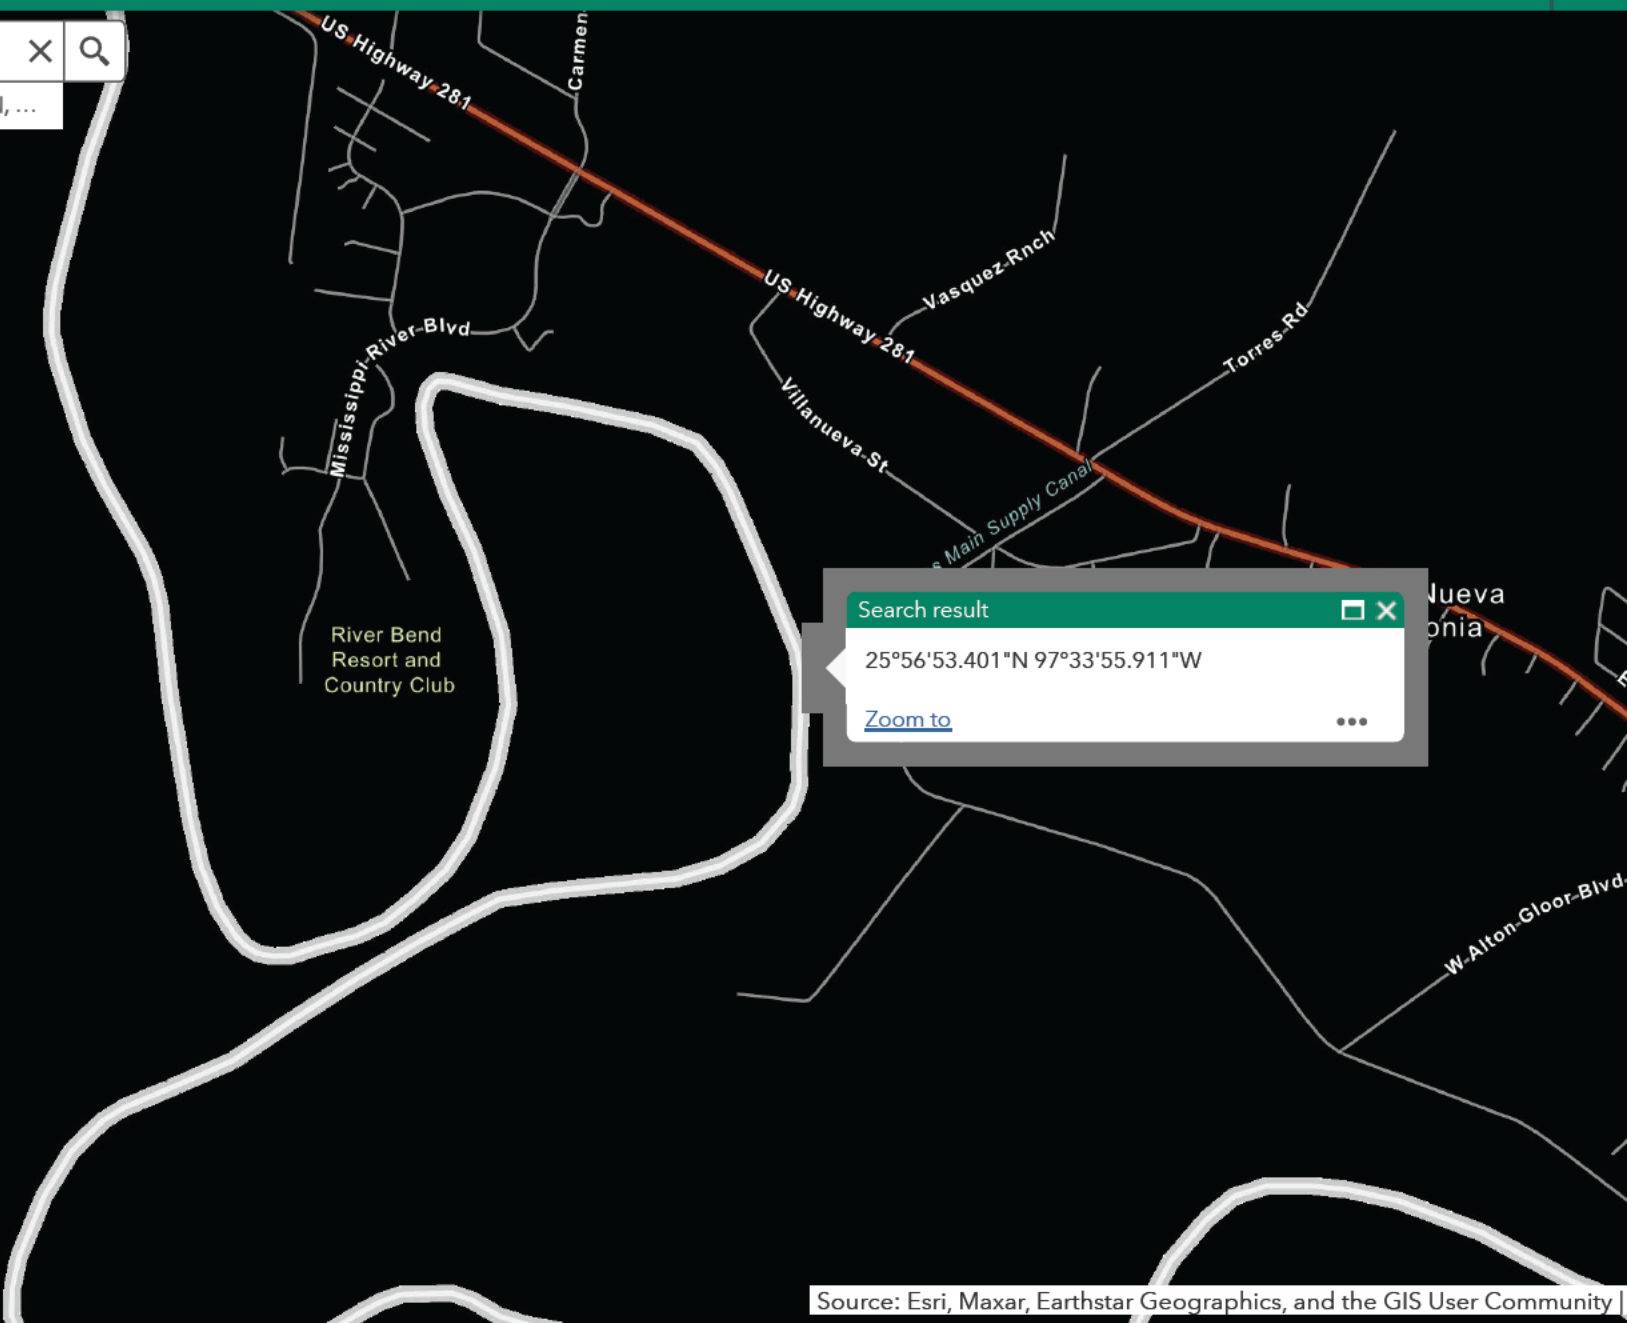 l, ...
US-Highway-281
Carmen
US-Highway-281
Vasquez-Rnch
Torres-Rd
Mississippi-River-Blvd
Villanueva-St
s Main Supply Canal
River Bend
Resort and
Country Club
Search result
25°56'53.401"N 97°33'55.911"W
Zoom to
Nueva
onia
E
W-Alton-Gloor-Blvd-
Source: Esri, Maxar, Earthstar Geographics, and the GIS User Community |